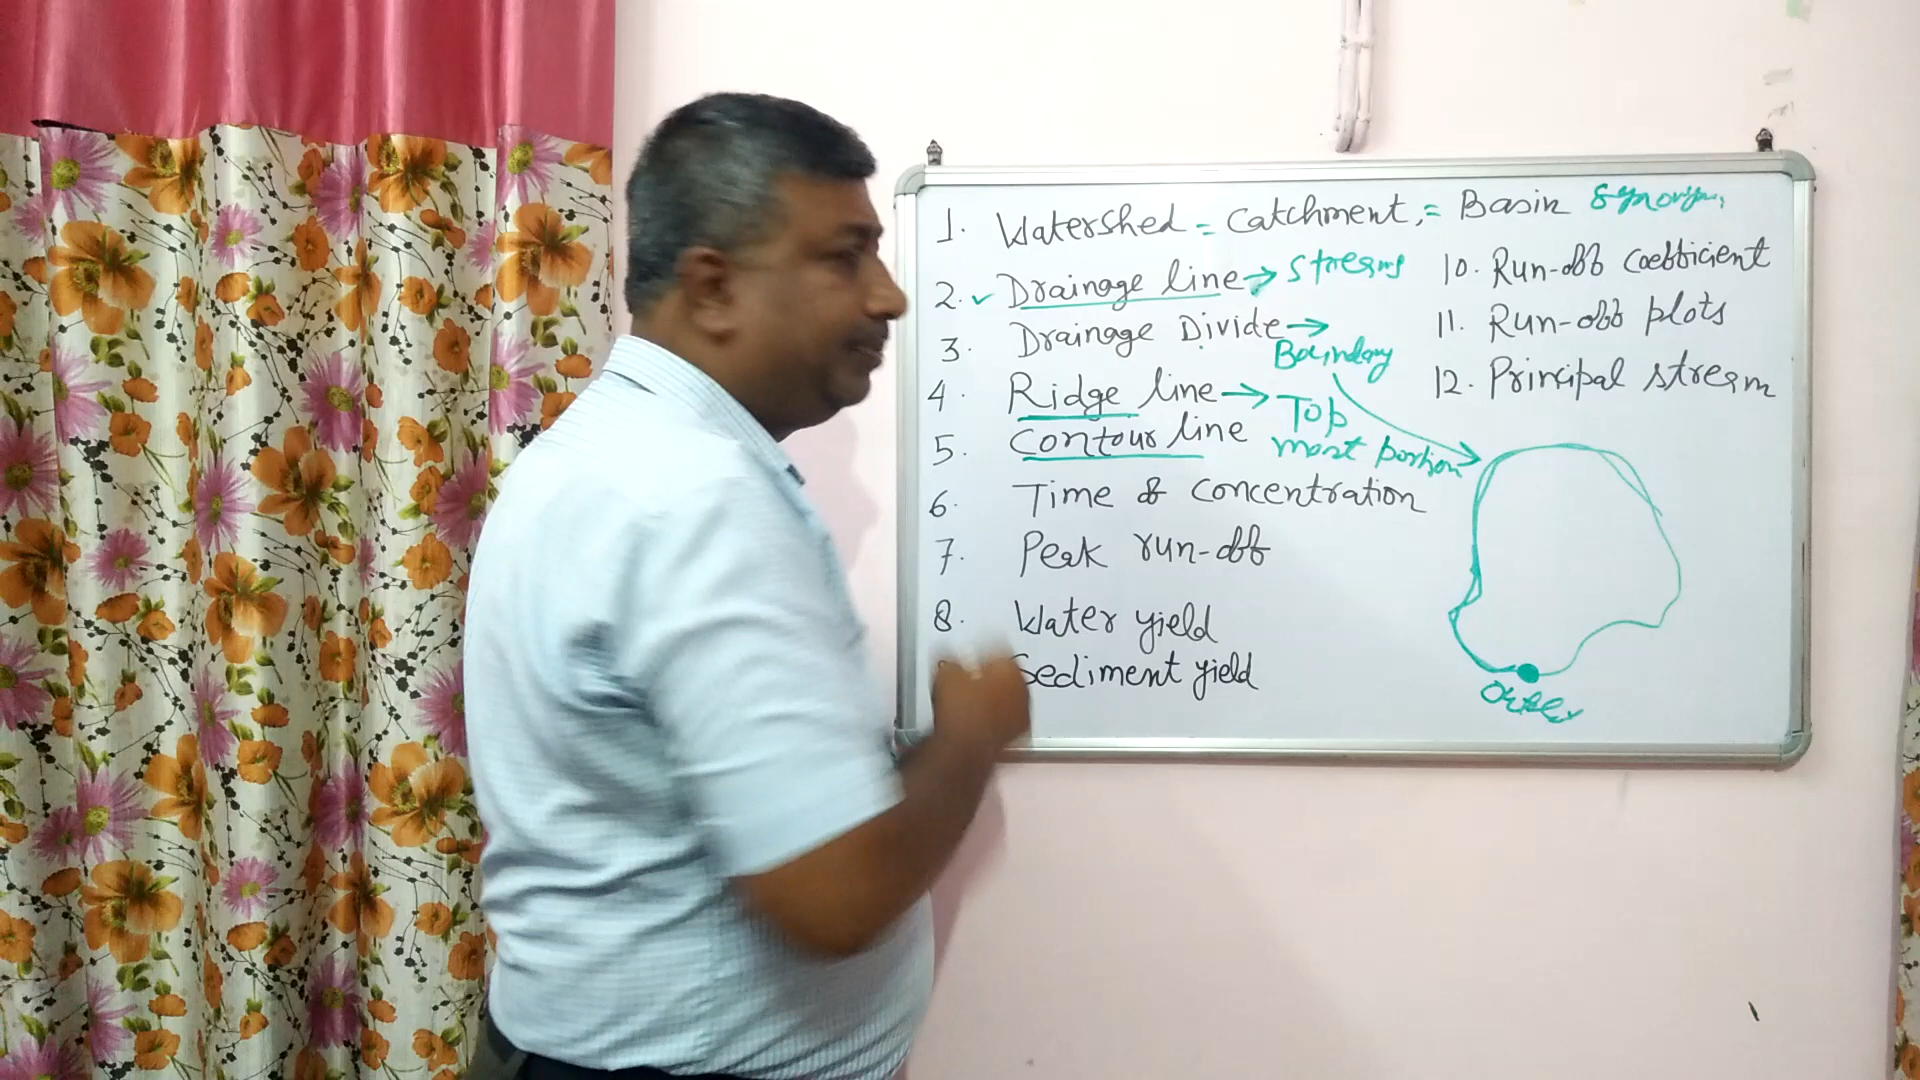 1. Watershed = Catchment, = Basin Synonym,
2. ✓ Drainage line → Streams
3. Drainage Divide → Boundary
4. Ridge line → Top most portion
5. Contour line
6. Time of Concentration
7. Peak run-off
8. Water yield
Sediment yield
10. Run-off coefficient
11. Run-off plots
12. Principal stream
Outlet